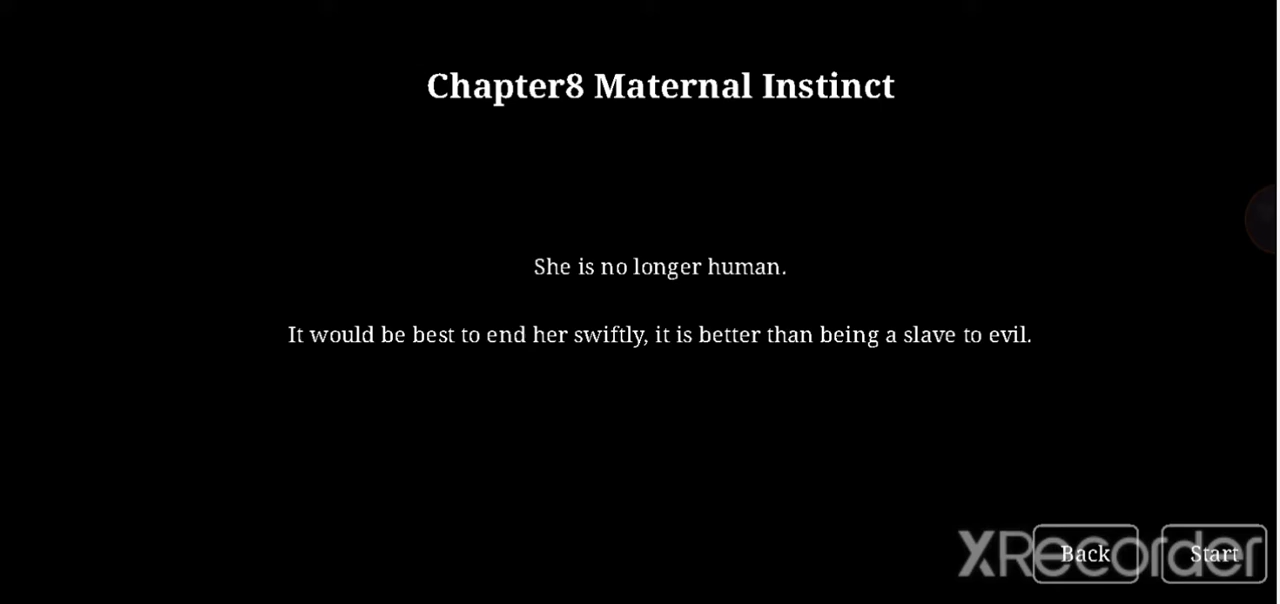 Chapter8 Maternal Instinct
She is no longer human.
It would be best to end her swiftly, it is better than being a slave to evil.
XRecorder
Back Start